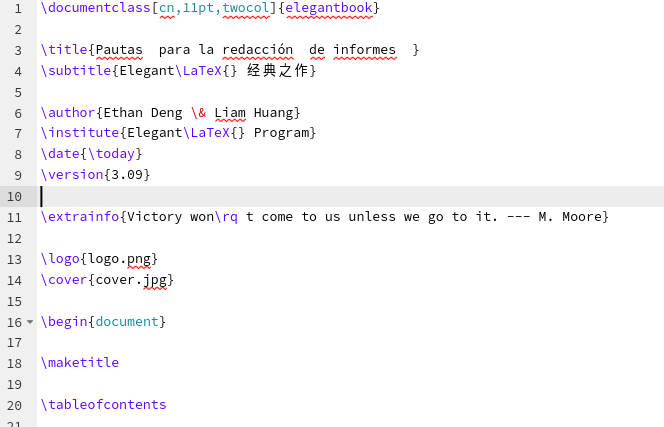 1 \documentclass[cn,11pt,twocol]{elegantbook}
2
3 \title{Pautas  para la redacción  de informes  }
4 \subtitle{Elegant\LaTeX{} 经典之作}
5
6 \author{Ethan Deng \& Liam Huang}
7 \institute{Elegant\LaTeX{} Program}
8 \date{\today}
9 \version{3.09}
10
11 \extrainfo{Victory won\rq t come to us unless we go to it. --- M. Moore}
12
13 \logo{logo.png}
14 \cover{cover.jpg}
15
16 \begin{document}
17
18 \maketitle
19
20 \tableofcontents
21